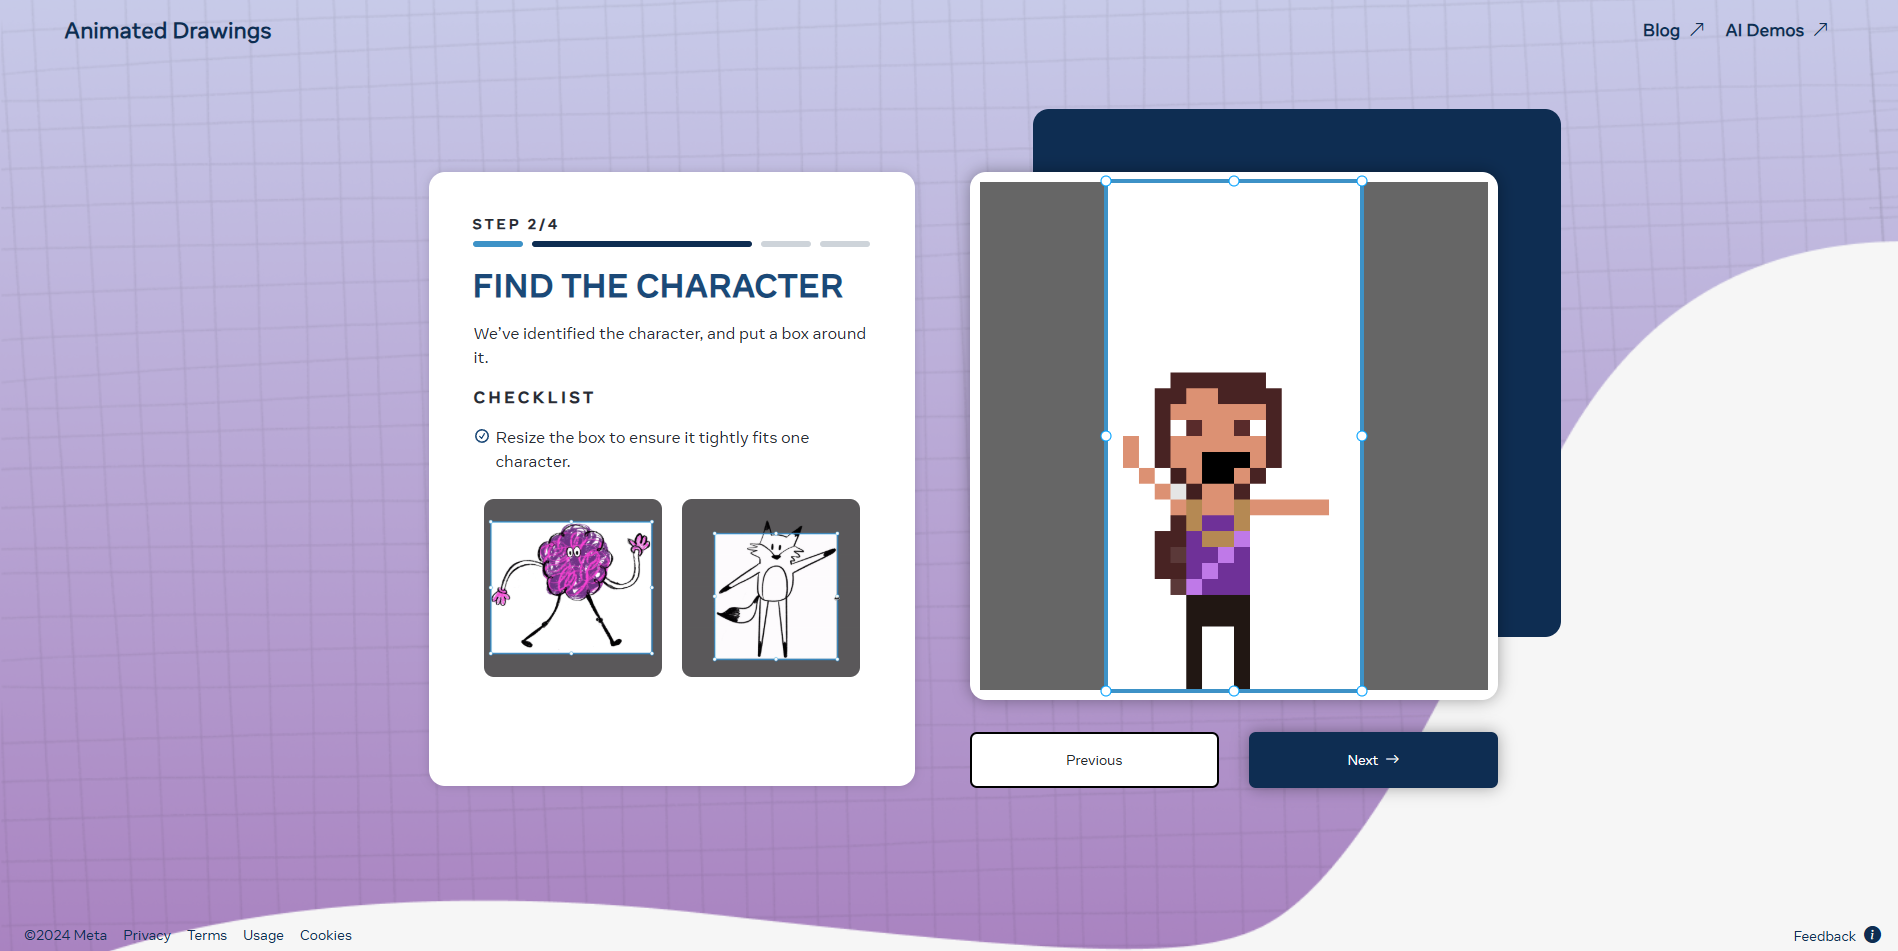 Animated Drawings
Blog
AI Demos
STEP 2/4
FIND THE CHARACTER
We've identified the character, and put a box around
it.
CHECKLIST
Resize the box to ensure it tightly fits one
character.
Previous
Next
©2024 Meta
Privacy
Terms
Usage
Cookies
Feedback